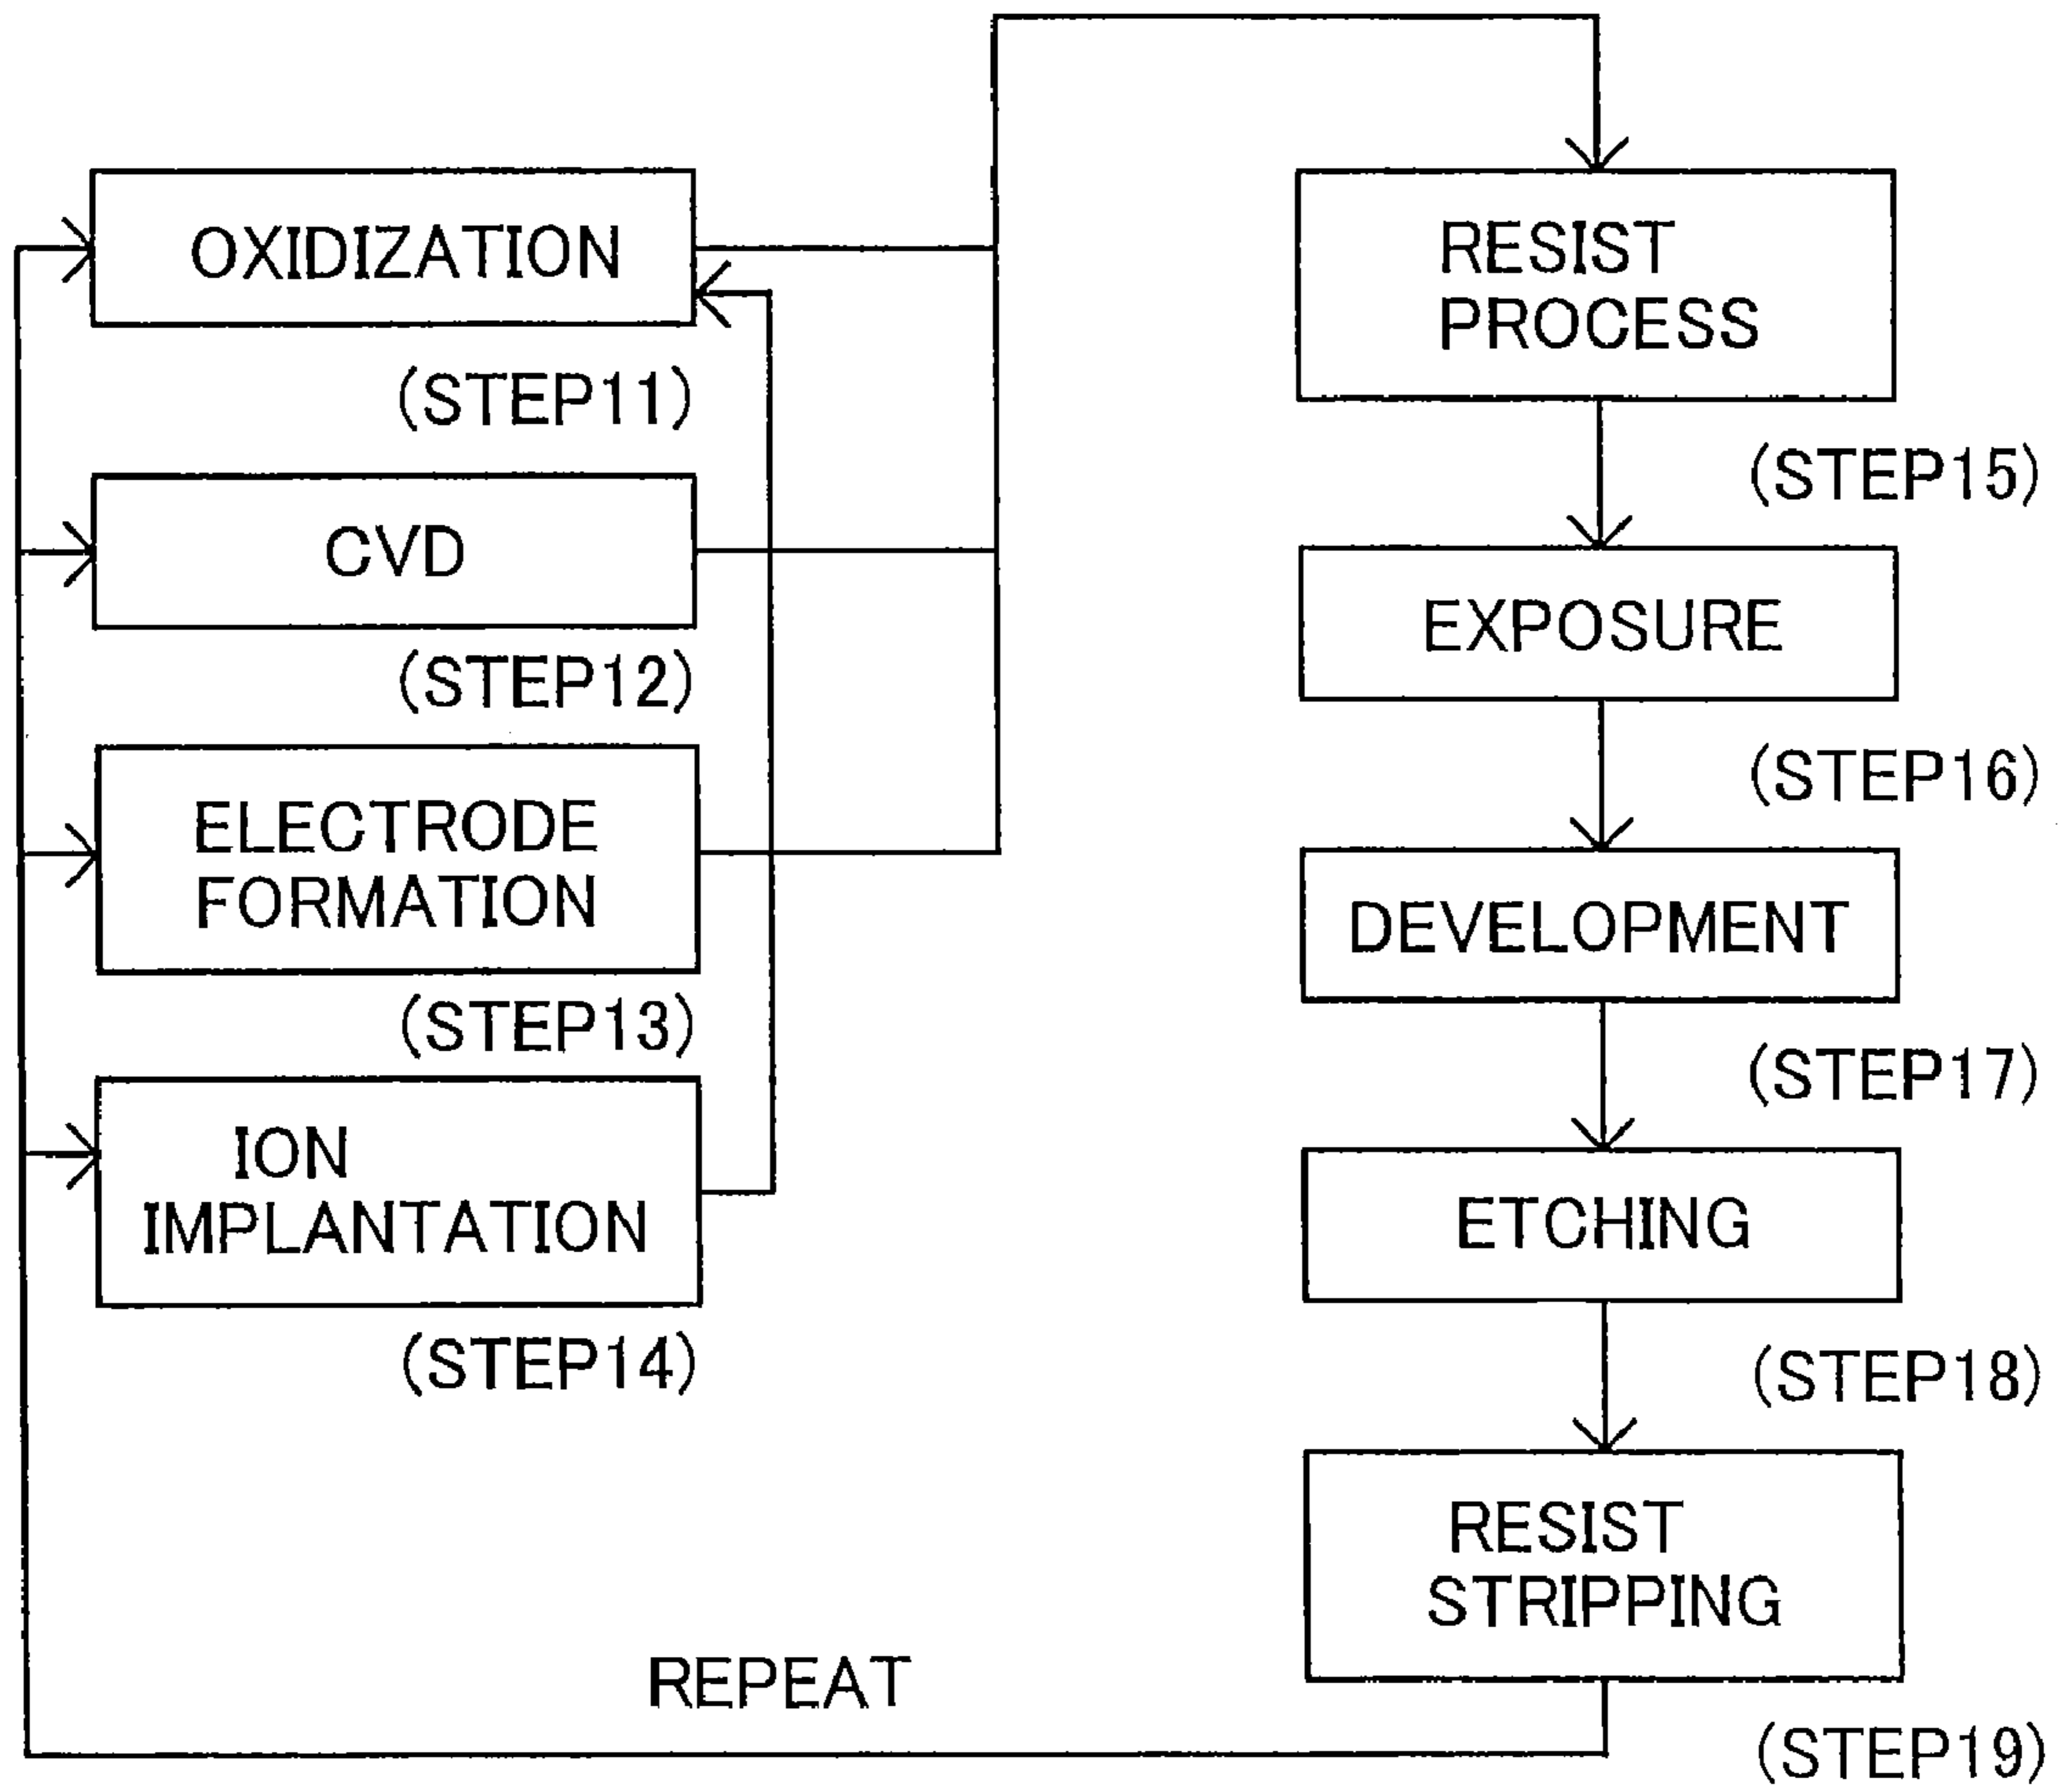 OXIDIZATION
(STEP11)
CVD
(STEP12)
ELECTRODE
FORMATION
(STEP13)
ION
IMPLANTATION
(STEP14)
RESIST
PROCESS
(STEP15)
EXPOSURE
(STEP16)
DEVELOPMENT
(STEP17)
ETCHING
(STEP18)
RESIST
STRIPPING
(STEP19)
REPEAT